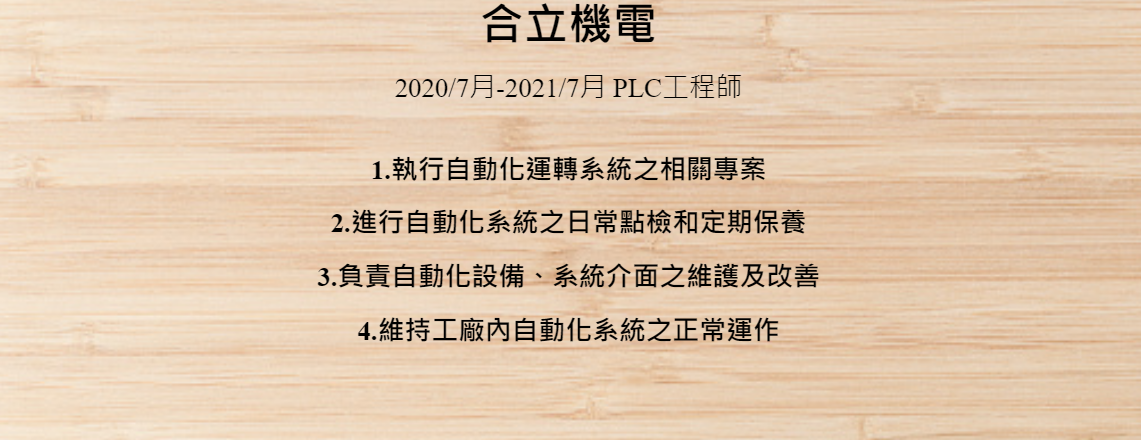 合立機電
2020/7月-2021/7月 PLC工程師
1.執行自動化運轉系統之相關專案
2.進行自動化系統之日常點檢和定期保養
3.負責自動化設備、系統介面之維護及改善
4.維持工廠內自動化系統之正常運作